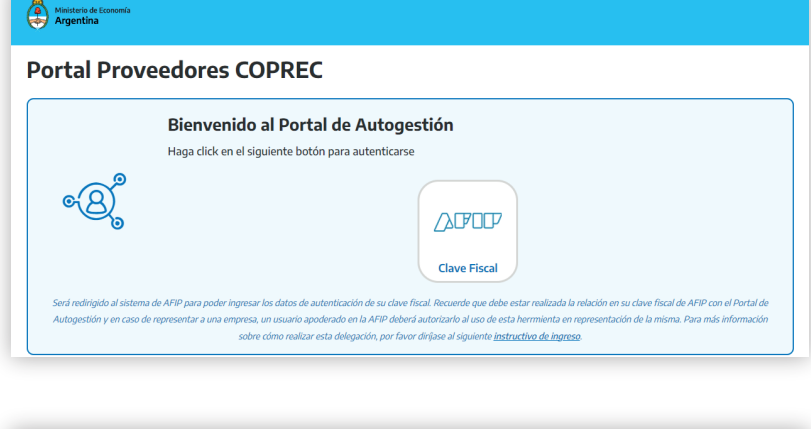 Ministerio de Economía
Argentina
Portal Proveedores COPREC
Bienvenido al Portal de Autogestión
Haga click en el siguiente botón para autenticarse
AFIP
Clave Fiscal
Será redirigido al sistema de AFIP para poder ingresar los datos de autenticación de su clave fiscal. Recuerde que debe estar realizada la relación en su clave fiscal de AFIP con el Portal de
Autogestión y en caso de representar a una empresa, un usuario apoderado en la AFIP deberá autorizarlo al uso de esta herrmienta en representación de la misma. Para más información
sobre cómo realizar esta delegación, por favor diríjase al siguiente instructivo de ingreso.